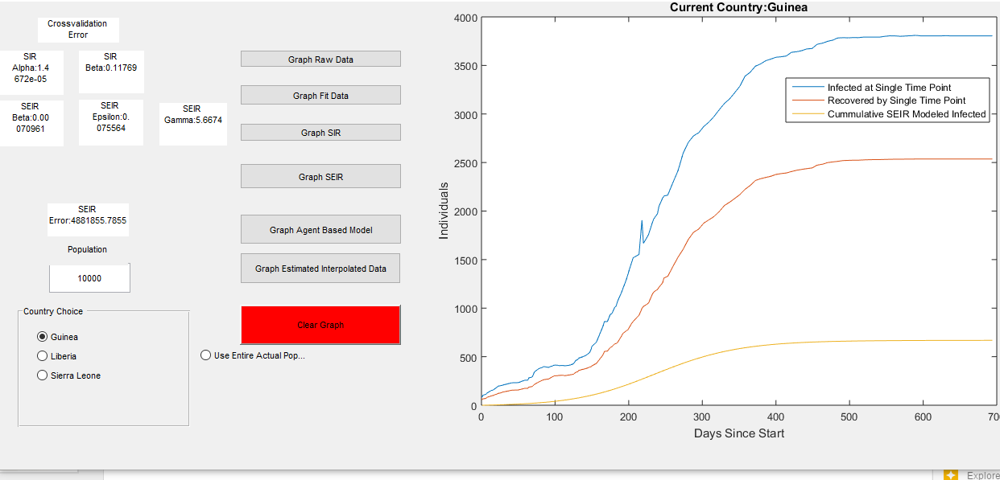 Crossvalidation
Error
SIR
Alpha:1.4
672e-05
SIR
Beta:0.11769
SEIR
Beta:0.00
070961
SEIR
Epsilon:0.
075564
SEIR
Gamma:5.6674
SEIR
Error:4881855.7855
Population
10000
Country Choice
Guinea
Liberia
Sierra Leone
Graph Raw Data
Graph Fit Data
Graph SIR
Graph SEIR
Graph Agent Based Model
Graph Estimated Interpolated Data
Clear Graph
Use Entire Actual Pop...
Current Country:Guinea
4000
3500
3000
2500
2000
1500
1000
500
0
Individuals
Infected at Single Time Point
Recovered by Single Time Point
Cummulative SEIR Modeled Infected
0 100 200 300 400 500 600 70
Days Since Start
Explore